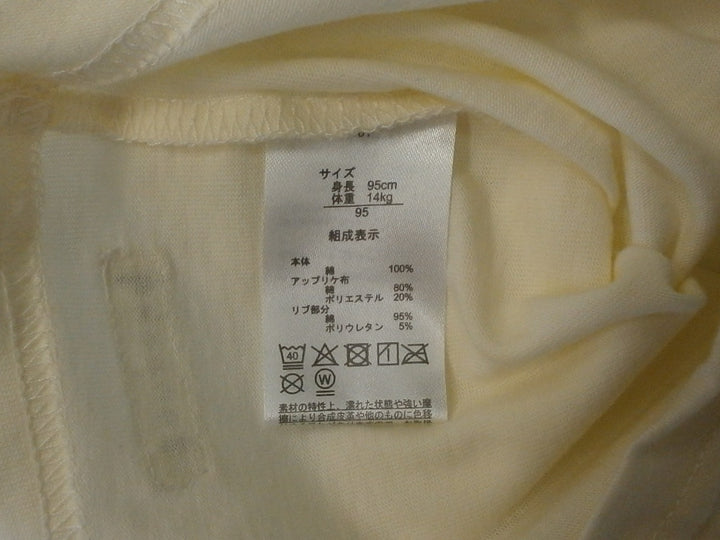 サイズ
身長 95cm
体重 14kg
95
組成表示
本体
綿 100%
アップリケ布
綿 80%
ポリエステル 20%
リブ部分
綿 95%
ポリウレタン 5%
40
W
素材の特性上、濡れた状態や強い摩
擦により合成皮革や他のものに色移